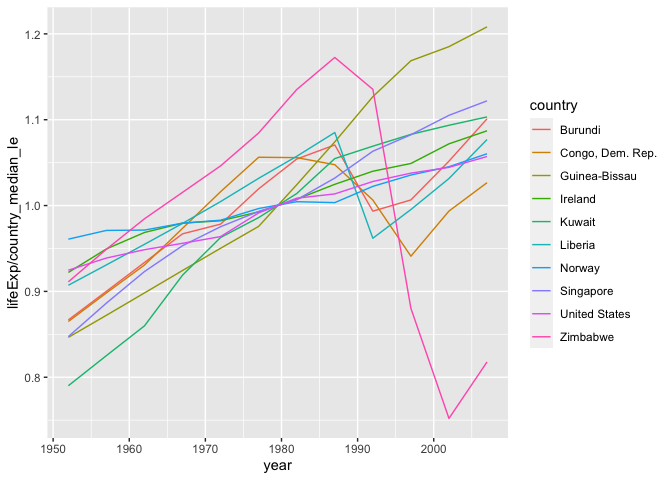 lifeExp/country_median_le
1.2
1.1
1.0
0.9
0.8
1950 1960 1970 1980 1990 2000
year
country
Burundi
Congo, Dem. Rep.
Guinea-Bissau
Ireland
Kuwait
Liberia
Norway
Singapore
United States
Zimbabwe